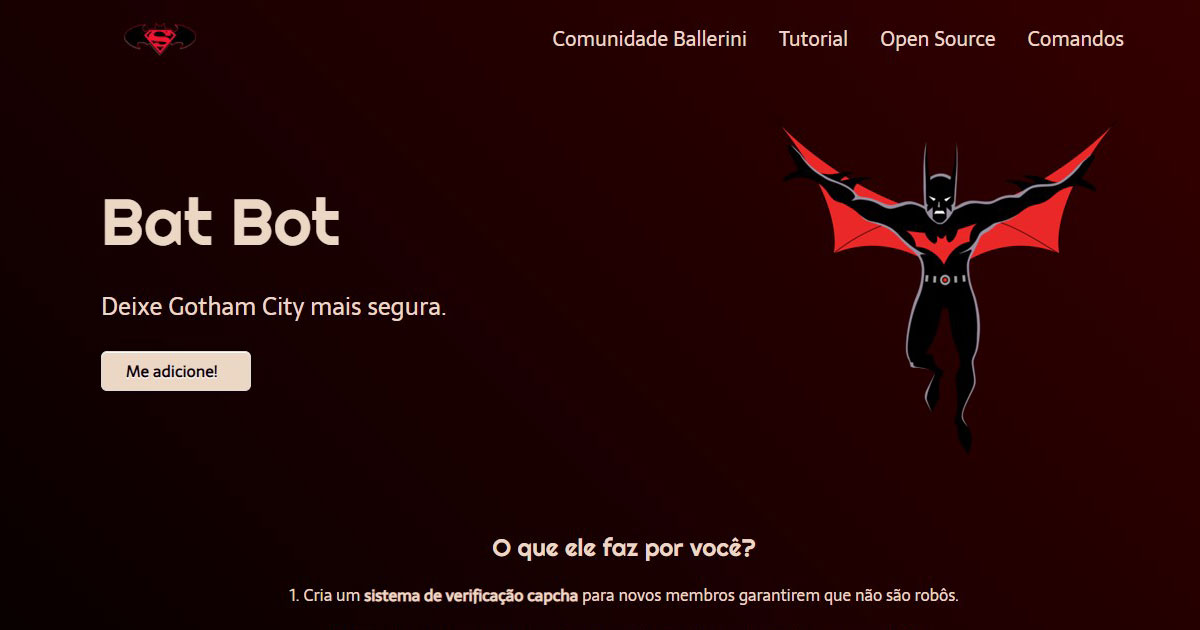 Comunidade Ballerini Tutorial Open Source Comandos
Bat Bot
Deixe Gotham City mais segura.
Me adicione!
O que ele faz por você?
1. Cria um sistema de verificação capcha para novos membros garantirem que não são robôs.